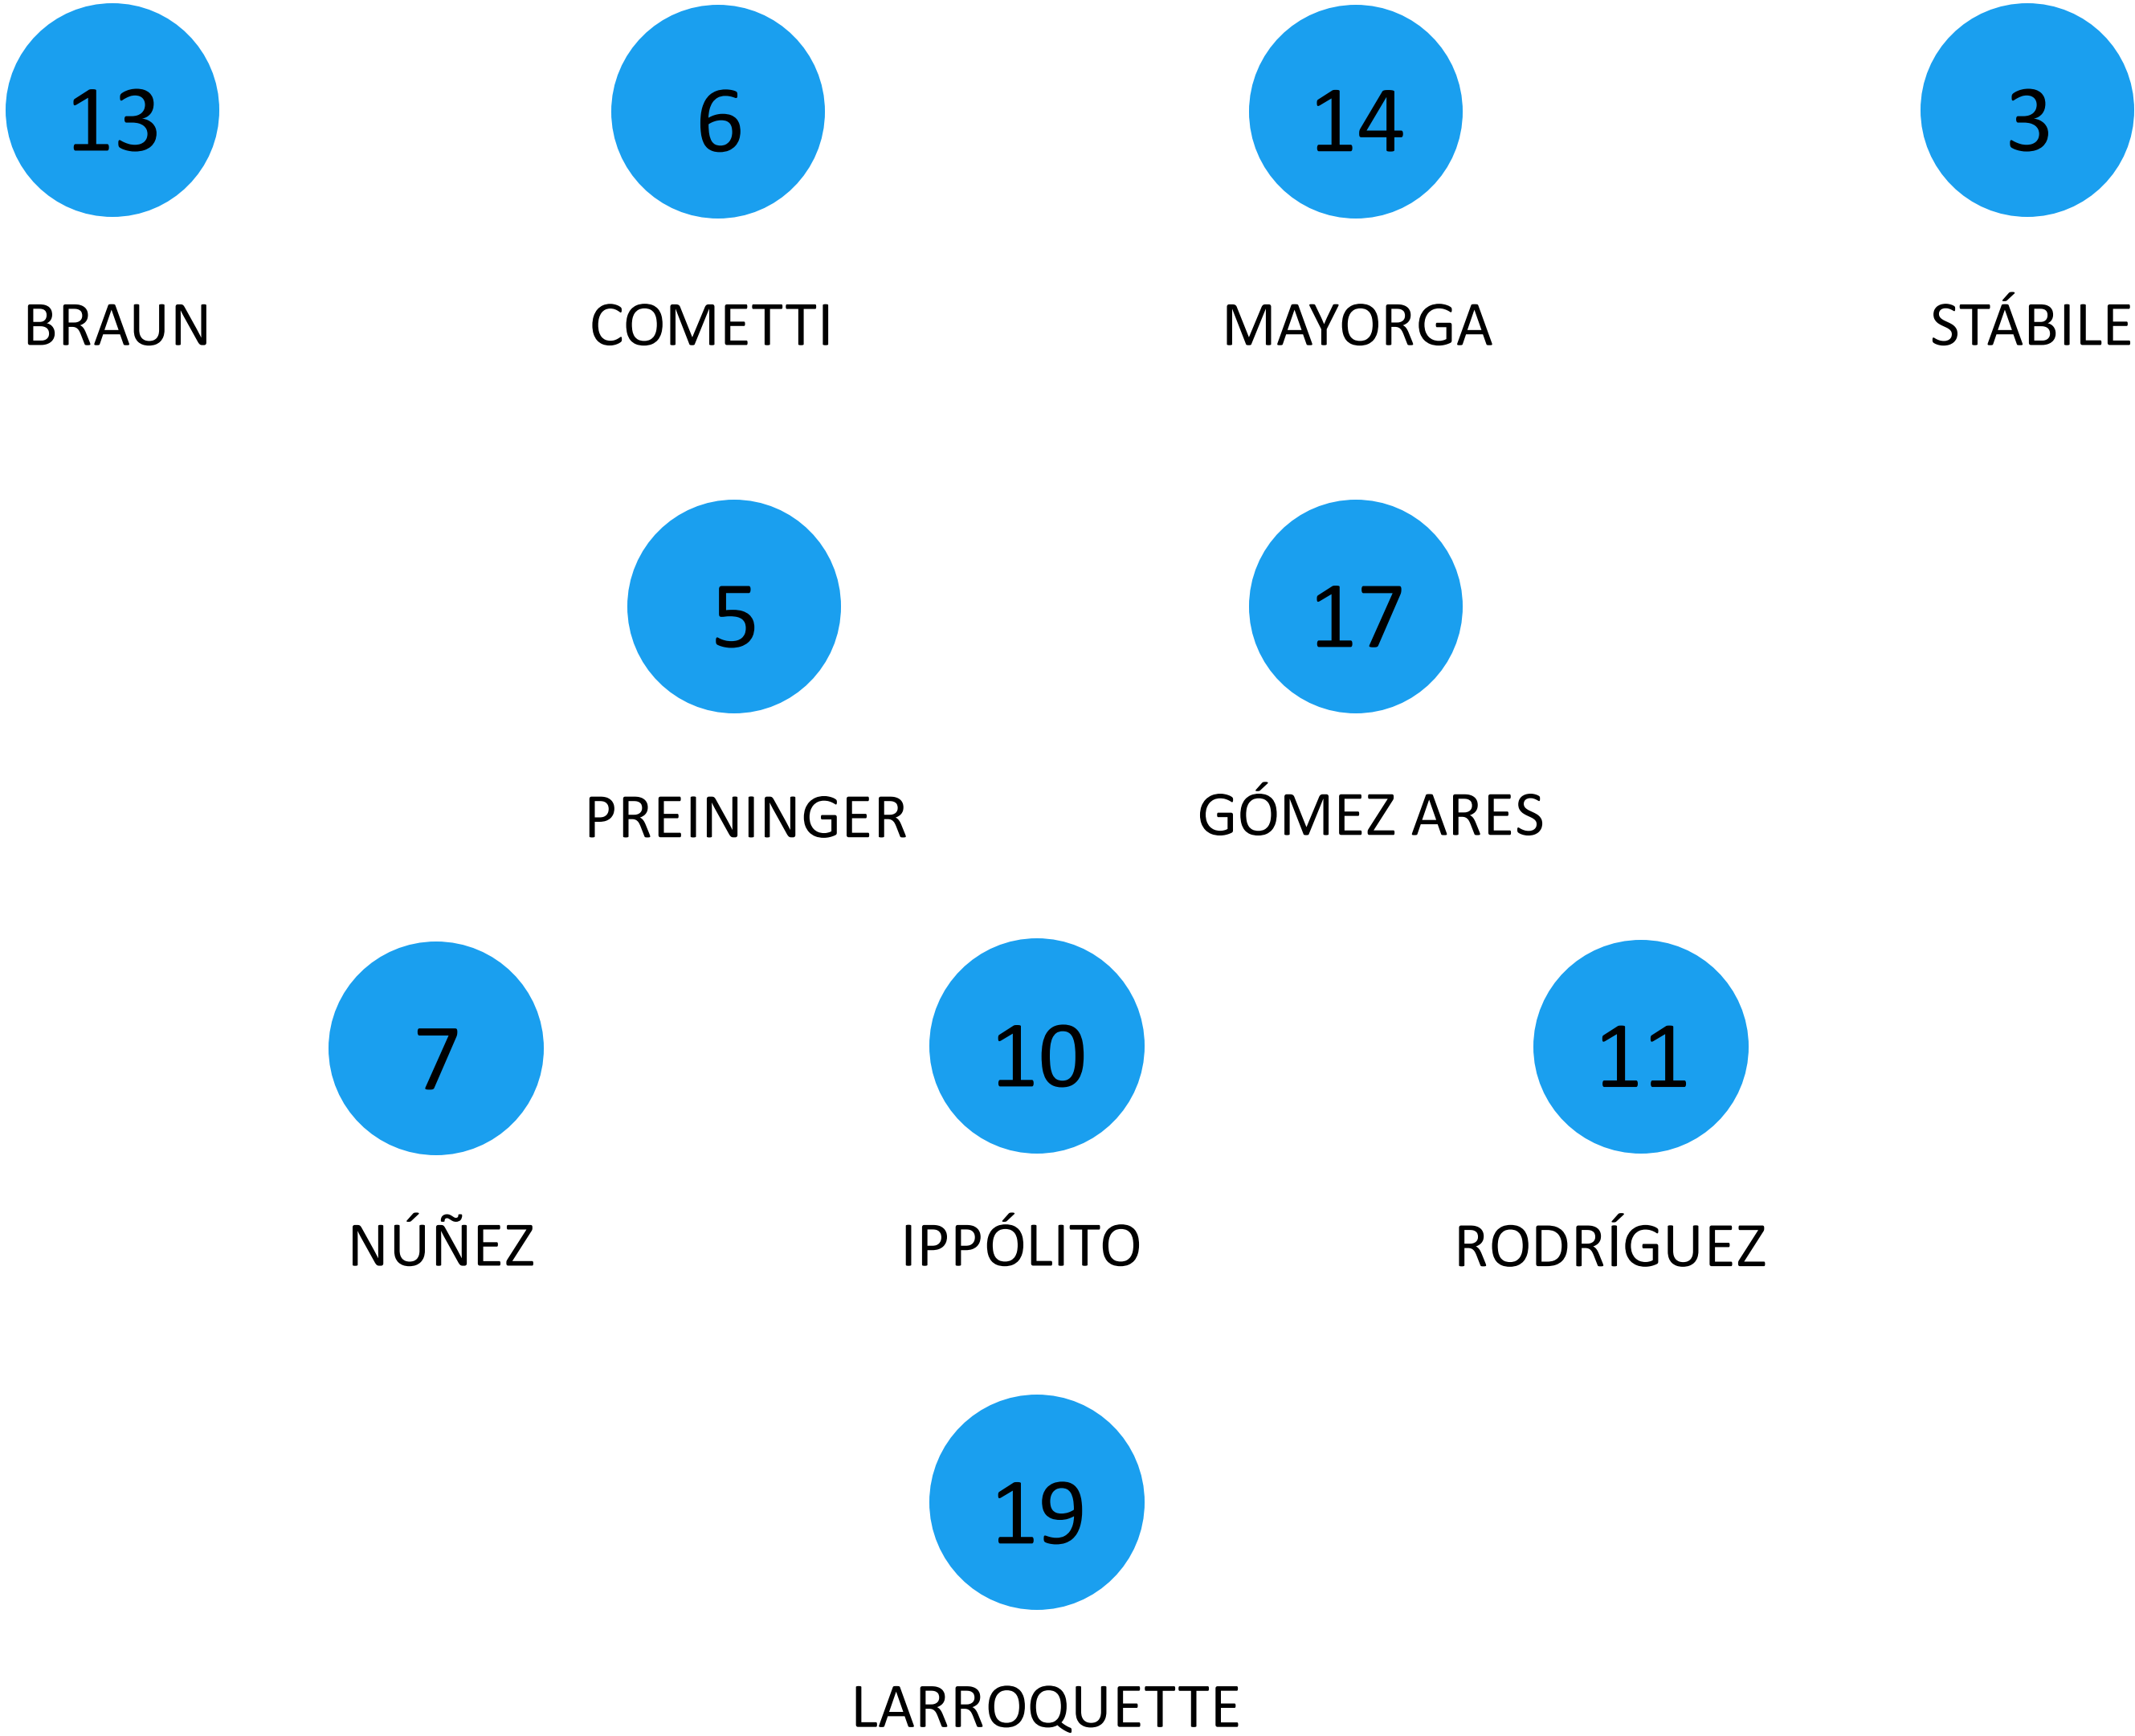 13 6 14 3
BRAUN COMETTI MAYORGA STÁBILE
5 17
PREININGER GÓMEZ ARES
7 10 11
NÚÑEZ IPPÓLITO RODRÍGUEZ
19
LARROQUETTE